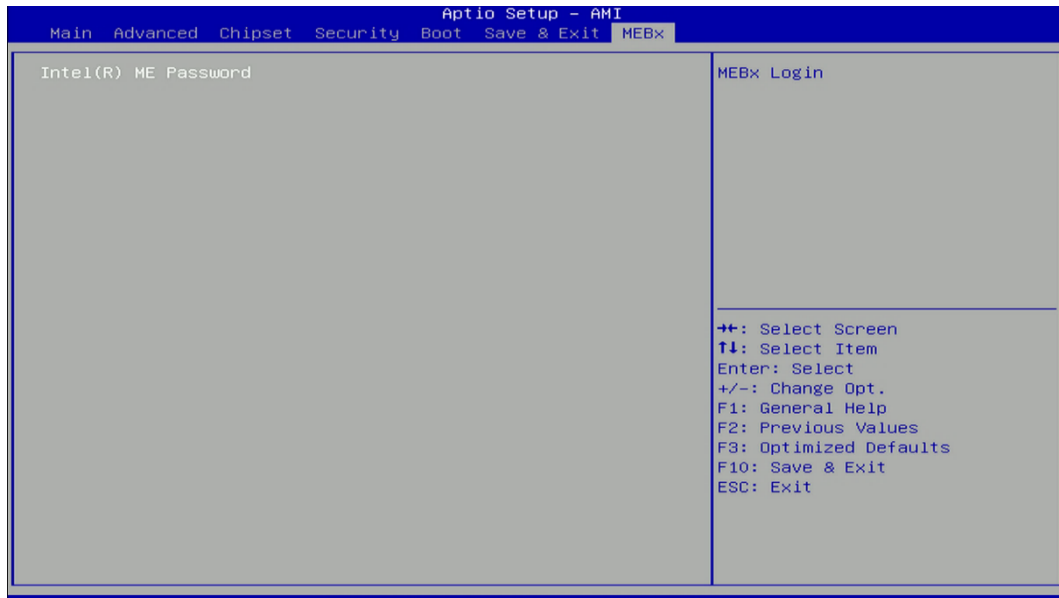 Aptio Setup – AMI
Main Advanced Chipset Security Boot Save & Exit MEBx
Intel(R) ME Password
MEBx Login
→←: Select Screen
↑↓: Select Item
Enter: Select
+/-: Change Opt.
F1: General Help
F2: Previous Values
F3: Optimized Defaults
F10: Save & Exit
ESC: Exit